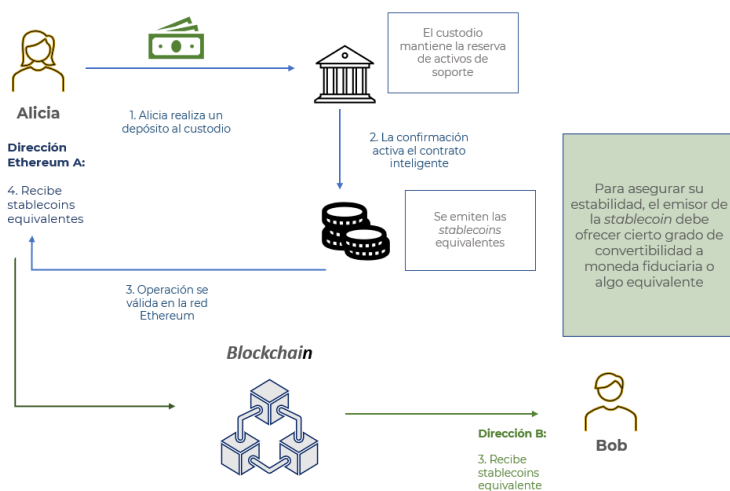 El custodio
mantiene la reserva
de activos de
soporte
Alicia
1. Alicia realiza un
depósito al custodio
Dirección
Ethereum A:
4. Recibe
stablecoins
equivalentes
2. La confirmación
activa el contrato
inteligente
Se emiten las
stablecoins
equivalentes
Para asegurar su
estabilidad, el emisor de
la stablecoin debe
ofrecer cierto grado de
convertibilidad a
moneda fiduciaria o
algo equivalente
3. Operación se
válida en la red
Ethereum
Blockchain
Dirección B:
3. Recibe
stablecoins
equivalente
Bob